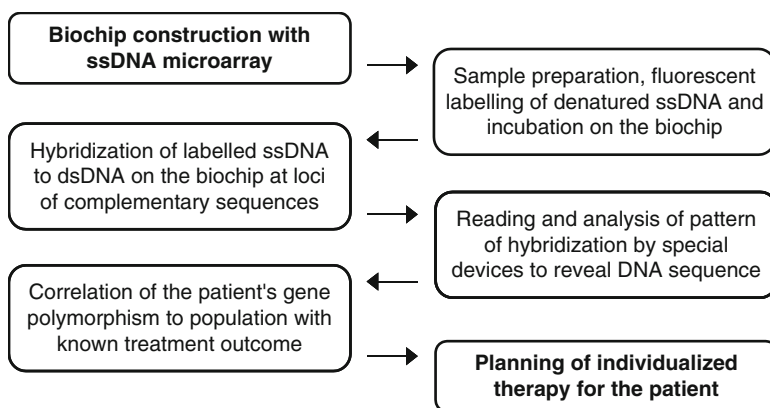 Biochip construction with
ssDNA microarray
Sample preparation, fluorescent
labelling of denatured ssDNA and
incubation on the biochip
Hybridization of labelled ssDNA
to dsDNA on the biochip at loci
of complementary sequences
Reading and analysis of pattern
of hybridization by special
devices to reveal DNA sequence
Correlation of the patient's gene
polymorphism to population with
known treatment outcome
Planning of individualized
therapy for the patient